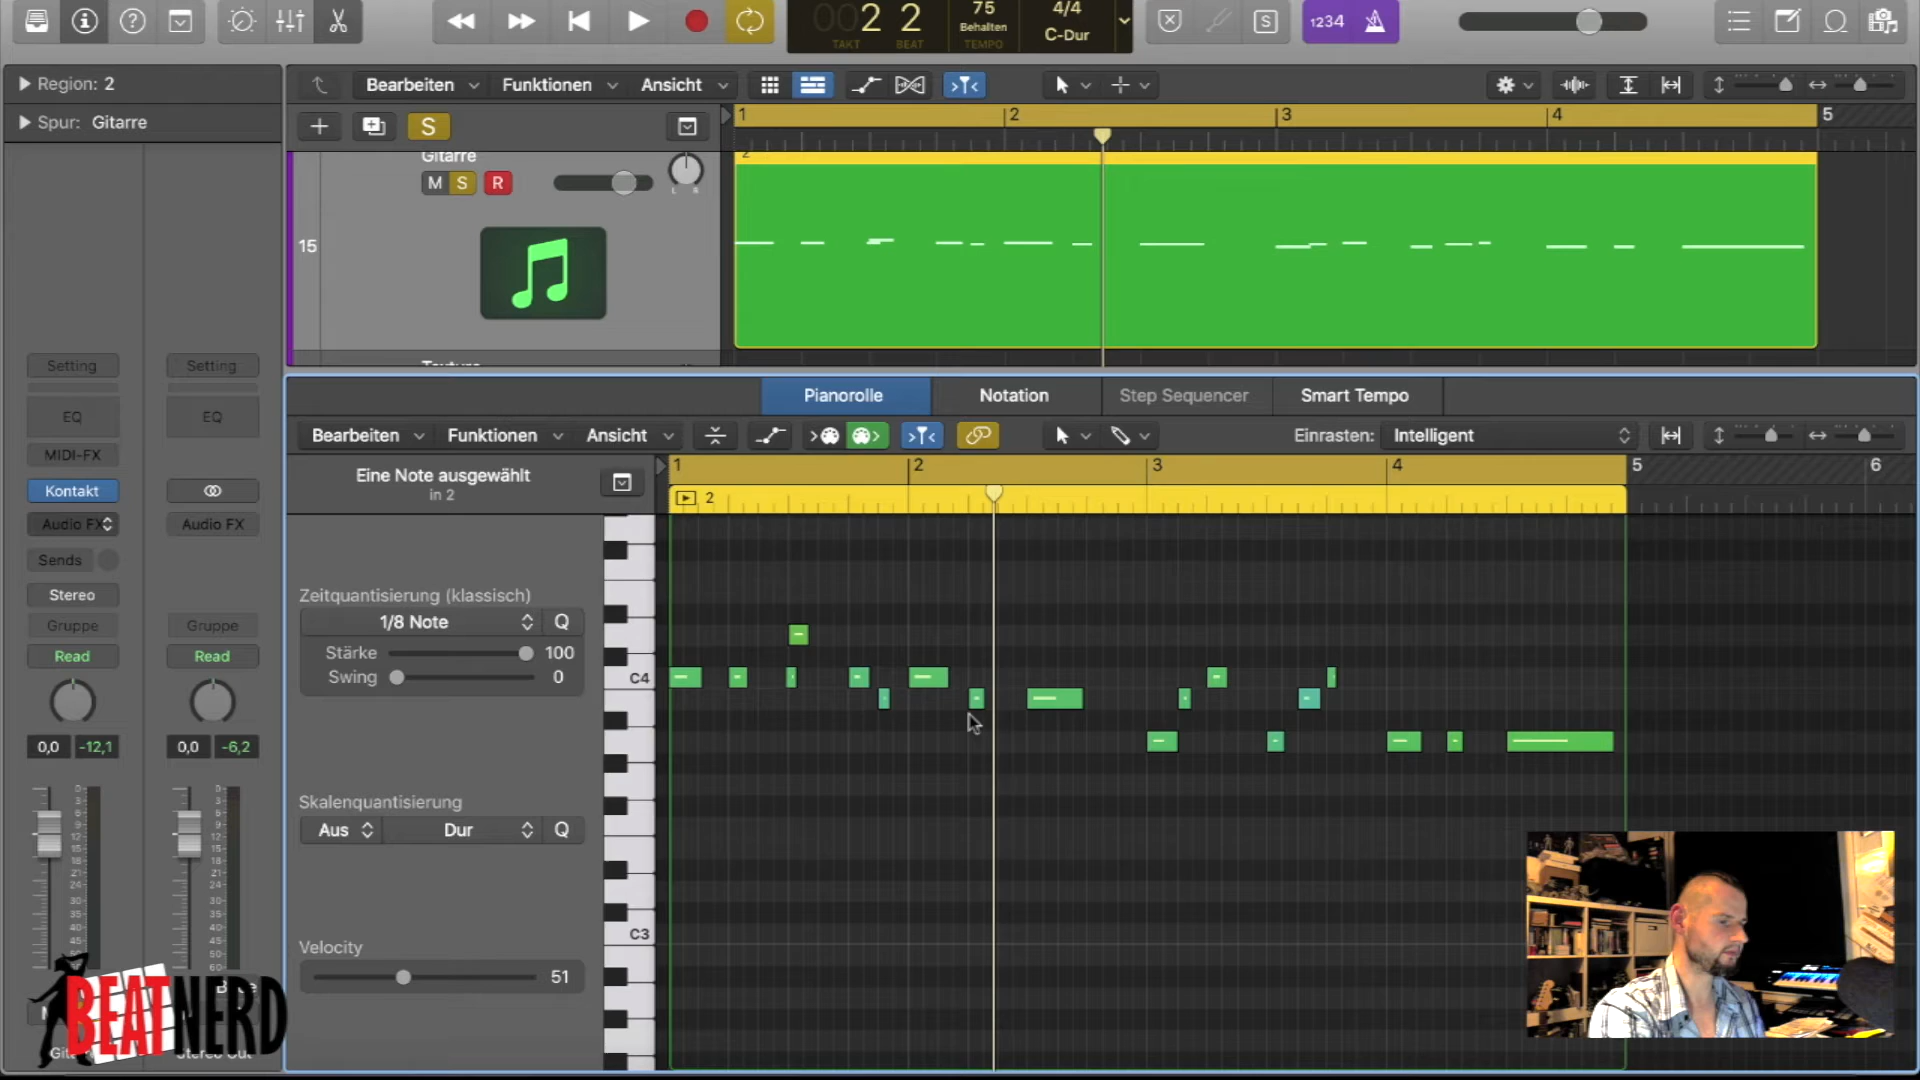 002 2
TAKT BEAT
75
Behalten
TEMPO
4/4
C-Dur
S
1234
Region: 2
Spur: Gitarre
Bearbeiten
Funktionen
Ansicht
S
1
2
3
4
5
15
Gitarre
M
S
R
L
R
2
Setting
Setting
EQ
EQ
MIDI-FX
Kontakt
Audio FX
Audio FX
Sends
Stereo
Gruppe
Gruppe
Read
Read
0,0
-12,1
0,0
-6,2
Pianorolle
Notation
Step Sequencer
Smart Tempo
Bearbeiten
Funktionen
Ansicht
Einrasten: Intelligent
Eine Note ausgewählt
in 2
1
2
3
4
5
6
2
Zeitquantisierung (klassisch)
1/8 Note
Q
Stärke
100
Swing
0
C4
Skalenquantisierung
Aus
Dur
Q
C3
Velocity
51
BEATNERD